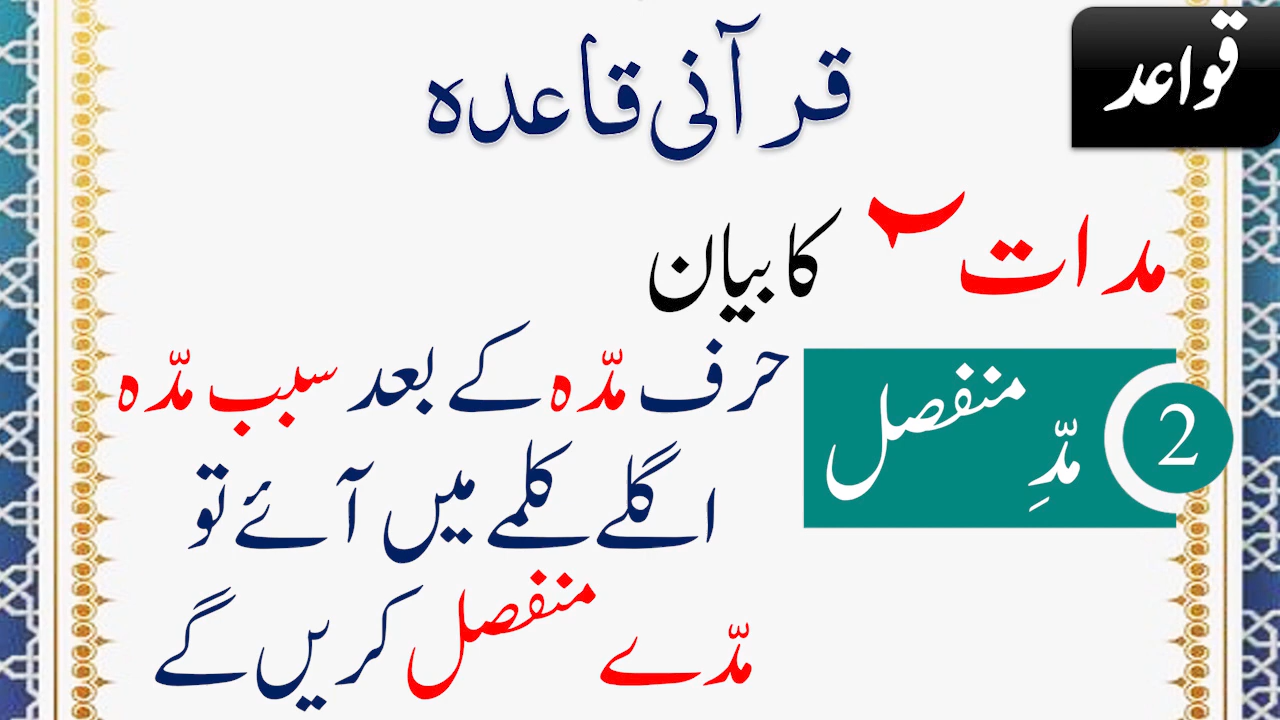 قواعد
قرآنی قاعدہ
مدات ٓ کا بیان
2
مدِّ منفصل
حرف مدّہ کے بعد سبب مدّہ
اگلے کلمے میں آئے تو
مدّے منفصل کریں گے